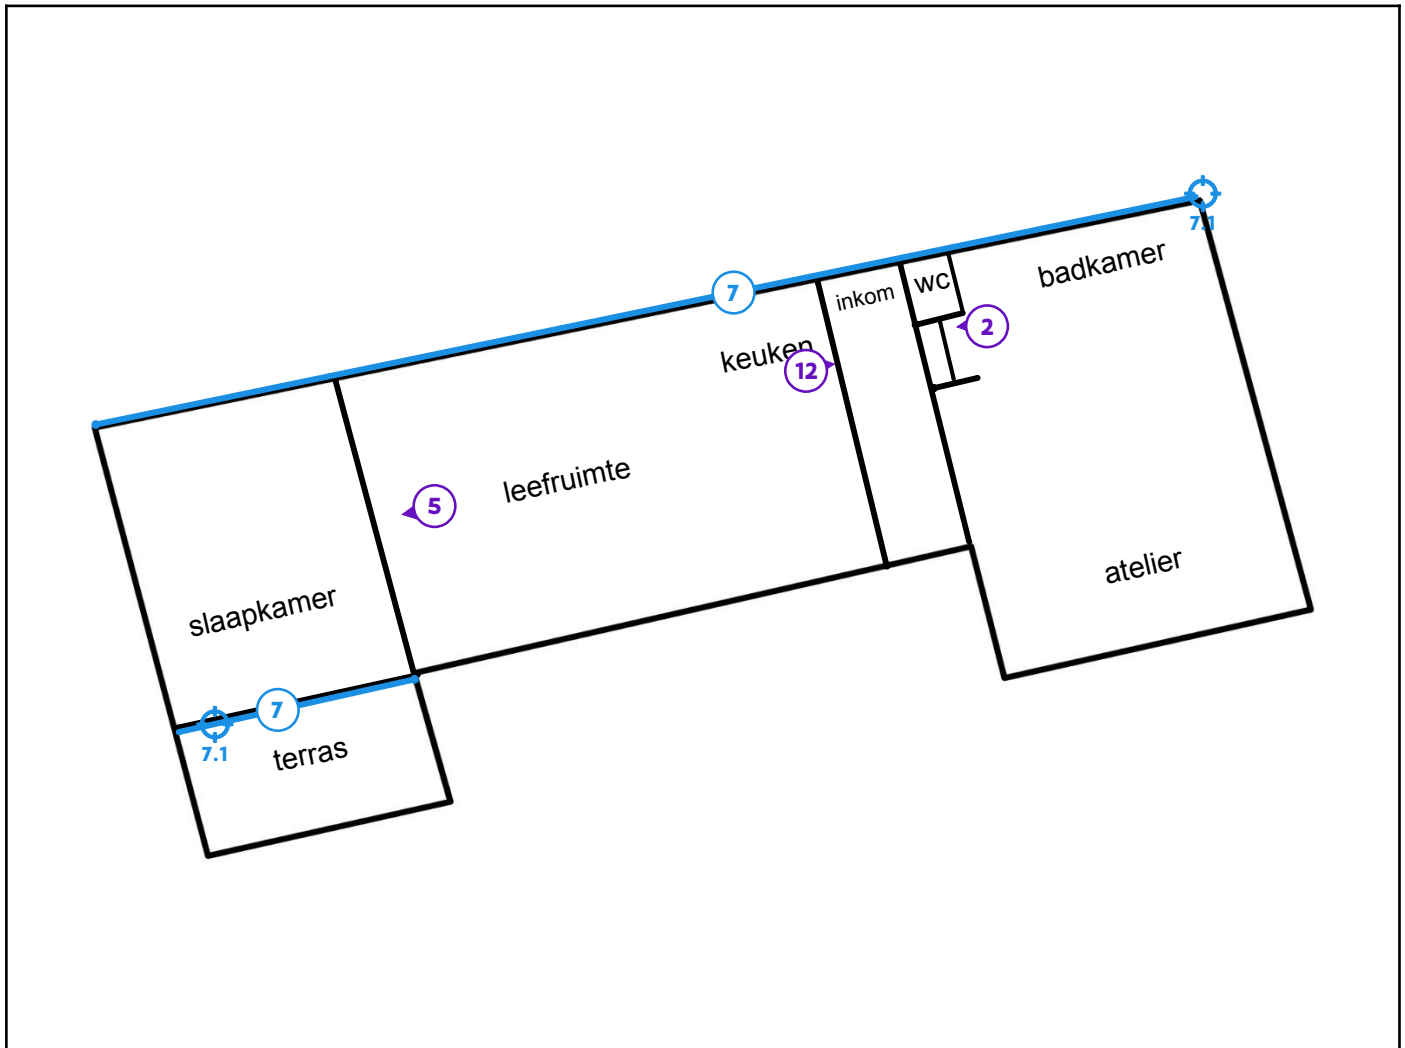 7.1
badkamer
wc
inkom
7
2
keuken
12
leefruimte
5
atelier
slaapkamer
7
7.1
terras